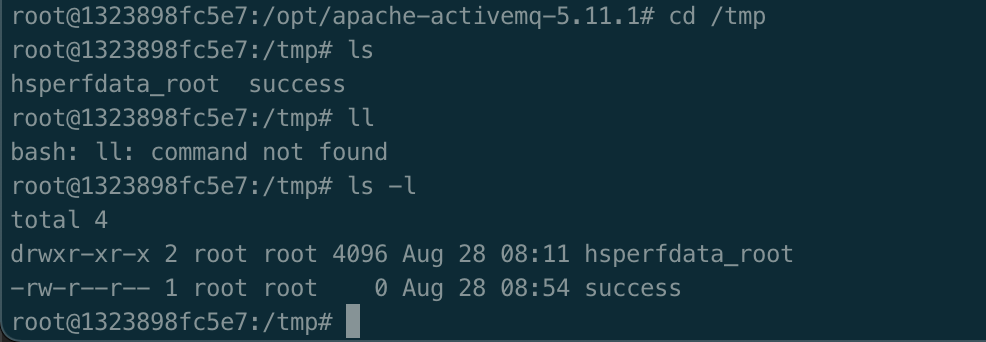 root@1323898fc5e7:/opt/apache-activemq-5.11.1# cd /tmp
root@1323898fc5e7:/tmp# ls
hsperfdata_root  success
root@1323898fc5e7:/tmp# ll
bash: ll: command not found
root@1323898fc5e7:/tmp# ls -l
total 4
drwxr-xr-x 2 root root 4096 Aug 28 08:11 hsperfdata_root
-rw-r--r-- 1 root root    0 Aug 28 08:54 success
root@1323898fc5e7:/tmp#